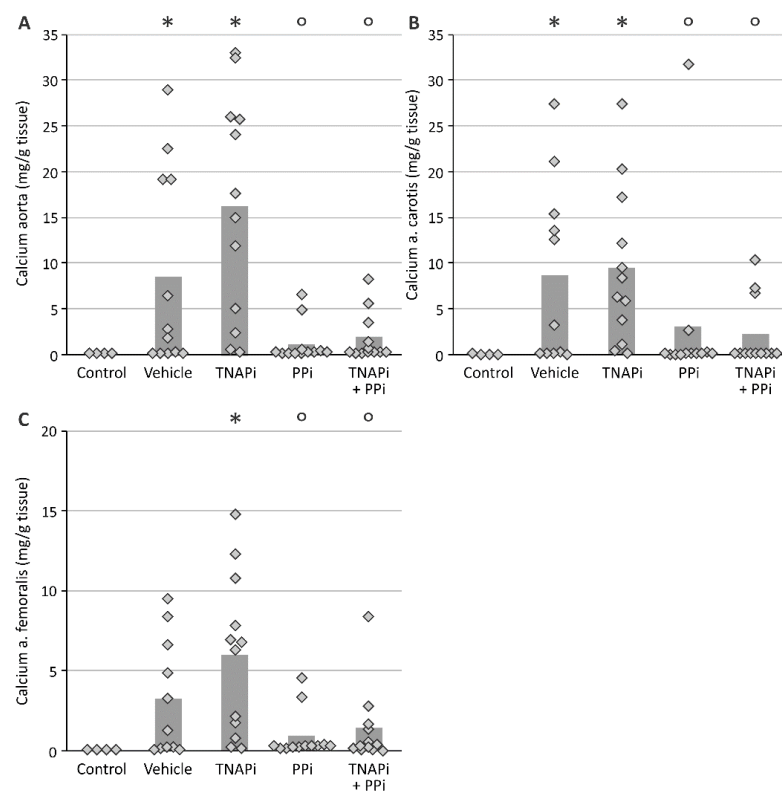 A
* * o o
Calcium aorta (mg/g tissue)
35
30
25
20
15
10
5
0
Control Vehicle TNAPi PPi TNAPi
+ PPi
B
* * o o
Calcium a. carotis (mg/g tissue)
35
30
25
20
15
10
5
0
Control Vehicle TNAPi PPi TNAPi
+ PPi
C
* o o
Calcium a. femoralis (mg/g tissue)
20
15
10
5
0
Control Vehicle TNAPi PPi TNAPi
+ PPi